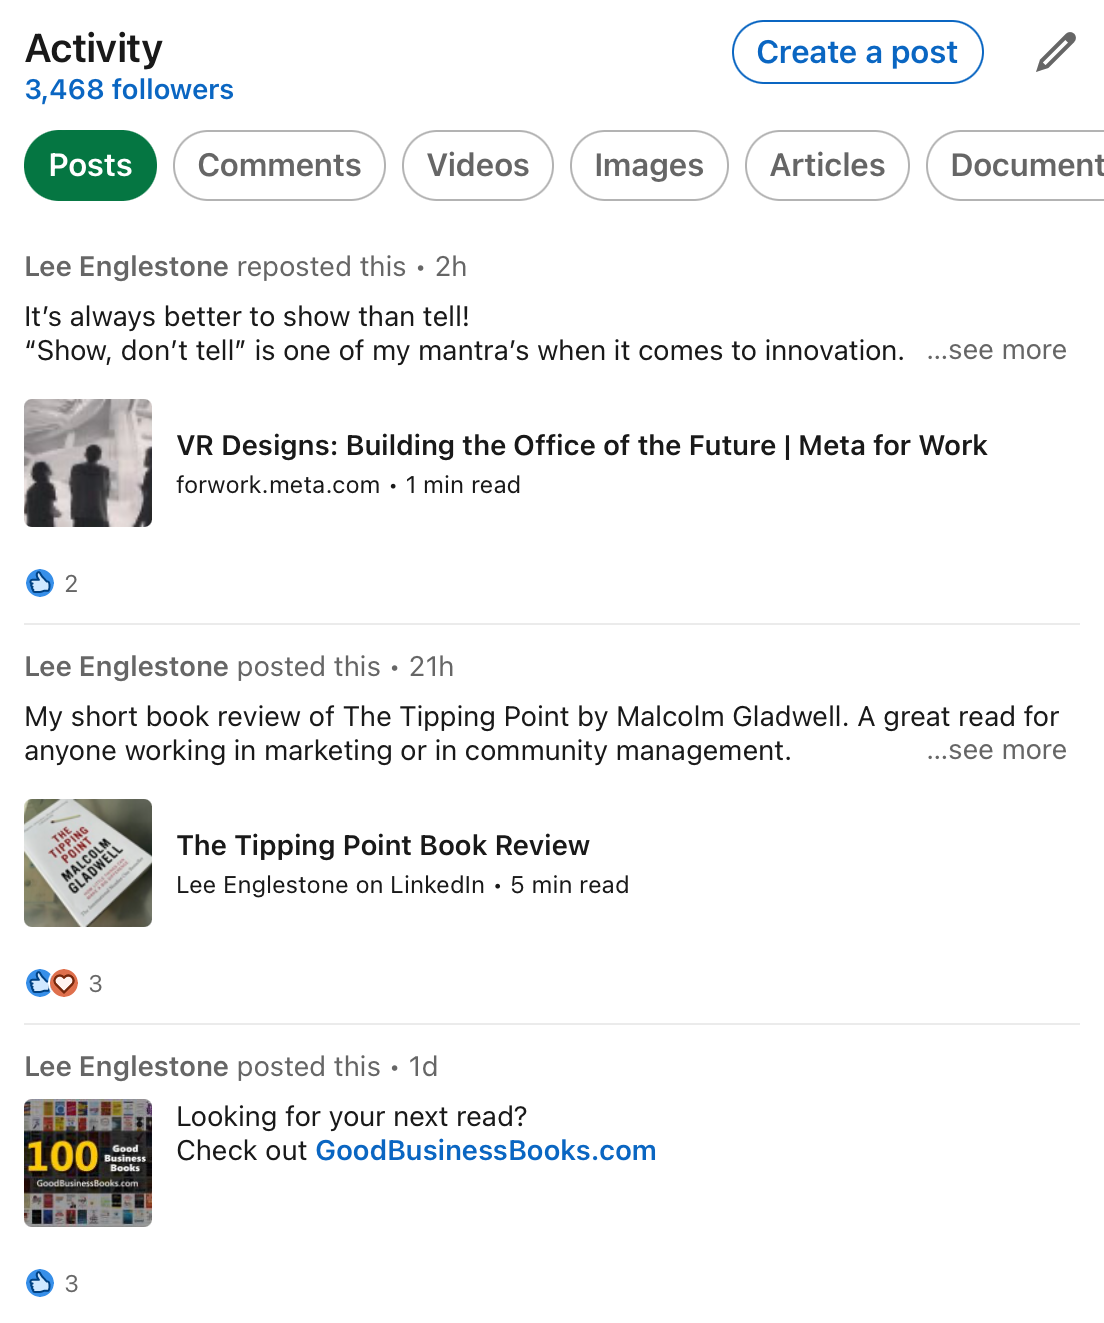 Activity
Create a post
3,468 followers
Posts
Comments
Videos
Images
Articles
Document
Lee Englestone reposted this • 2h
It’s always better to show than tell!
“Show, don’t tell” is one of my mantra’s when it comes to innovation. ...see more
VR Designs: Building the Office of the Future | Meta for Work
forwork.meta.com • 1 min read
2
Lee Englestone posted this • 21h
My short book review of The Tipping Point by Malcolm Gladwell. A great read for
anyone working in marketing or in community management. ...see more
THE
TIPPING
POINT
MALCOLM
GLADWELL
The Tipping Point Book Review
Lee Englestone on LinkedIn • 5 min read
3
Lee Englestone posted this • 1d
100 Good
Business
Books
GoodBusinessBooks.com
Looking for your next read?
Check out GoodBusinessBooks.com
3